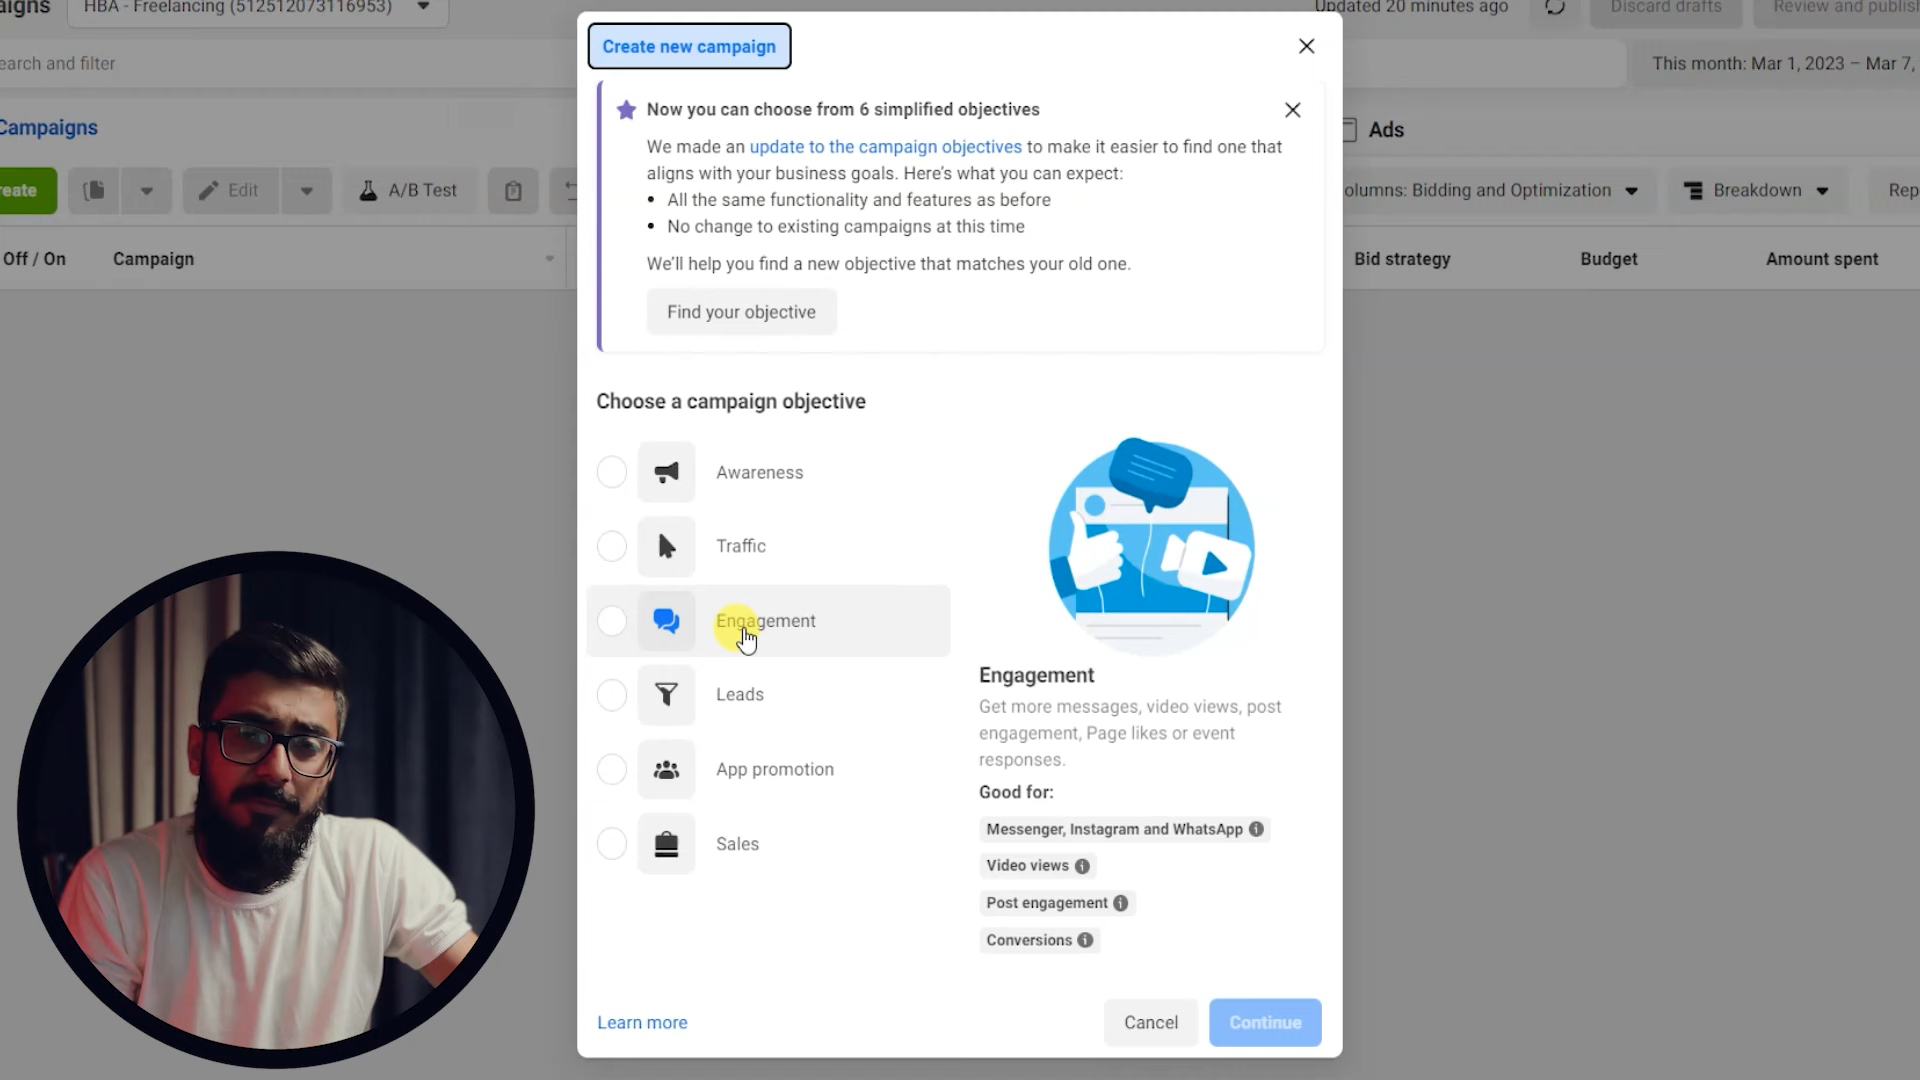 HBA - Freelancing (512512073116953)
Updated 20 minutes ago
Discard drafts
Review and publish
earch and filter
This month: Mar 1, 2023 – Mar 7,
Campaigns
Ads
reate
Edit
A/B Test
olumns: Bidding and Optimization
Breakdown
Rep
Off / On
Campaign
Bid strategy
Budget
Amount spent
Create new campaign
Now you can choose from 6 simplified objectives
We made an update to the campaign objectives to make it easier to find one that
aligns with your business goals. Here's what you can expect:
• All the same functionality and features as before
• No change to existing campaigns at this time
We'll help you find a new objective that matches your old one.
Find your objective
Choose a campaign objective
Awareness
Traffic
Engagement
Leads
App promotion
Sales
Engagement
Get more messages, video views, post
engagement, Page likes or event
responses.
Good for:
Messenger, Instagram and WhatsApp
Video views
Post engagement
Conversions
Learn more
Cancel
Continue